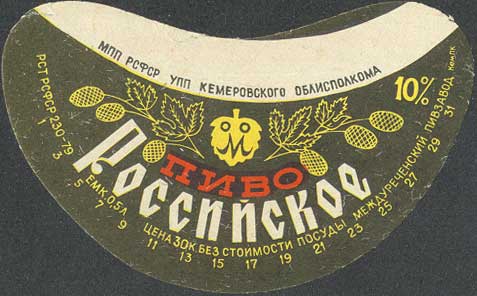 МПП РСФСР УПП КЕМЕРОВСКОГО ОБЛИСПОЛКОМА
10%
ПИВО
Российское
РСТ РСФСР 230-79 ЕМК. 0,5Л ЦЕНА 30К. БЕЗ СТОИМОСТИ ПОСУДЫ МЕЖДУРЕЧЕНСКИЙ ПИВЗАВОД
1 3 5 7 9 11 13 15 17 19 21 23 25 27 29 31